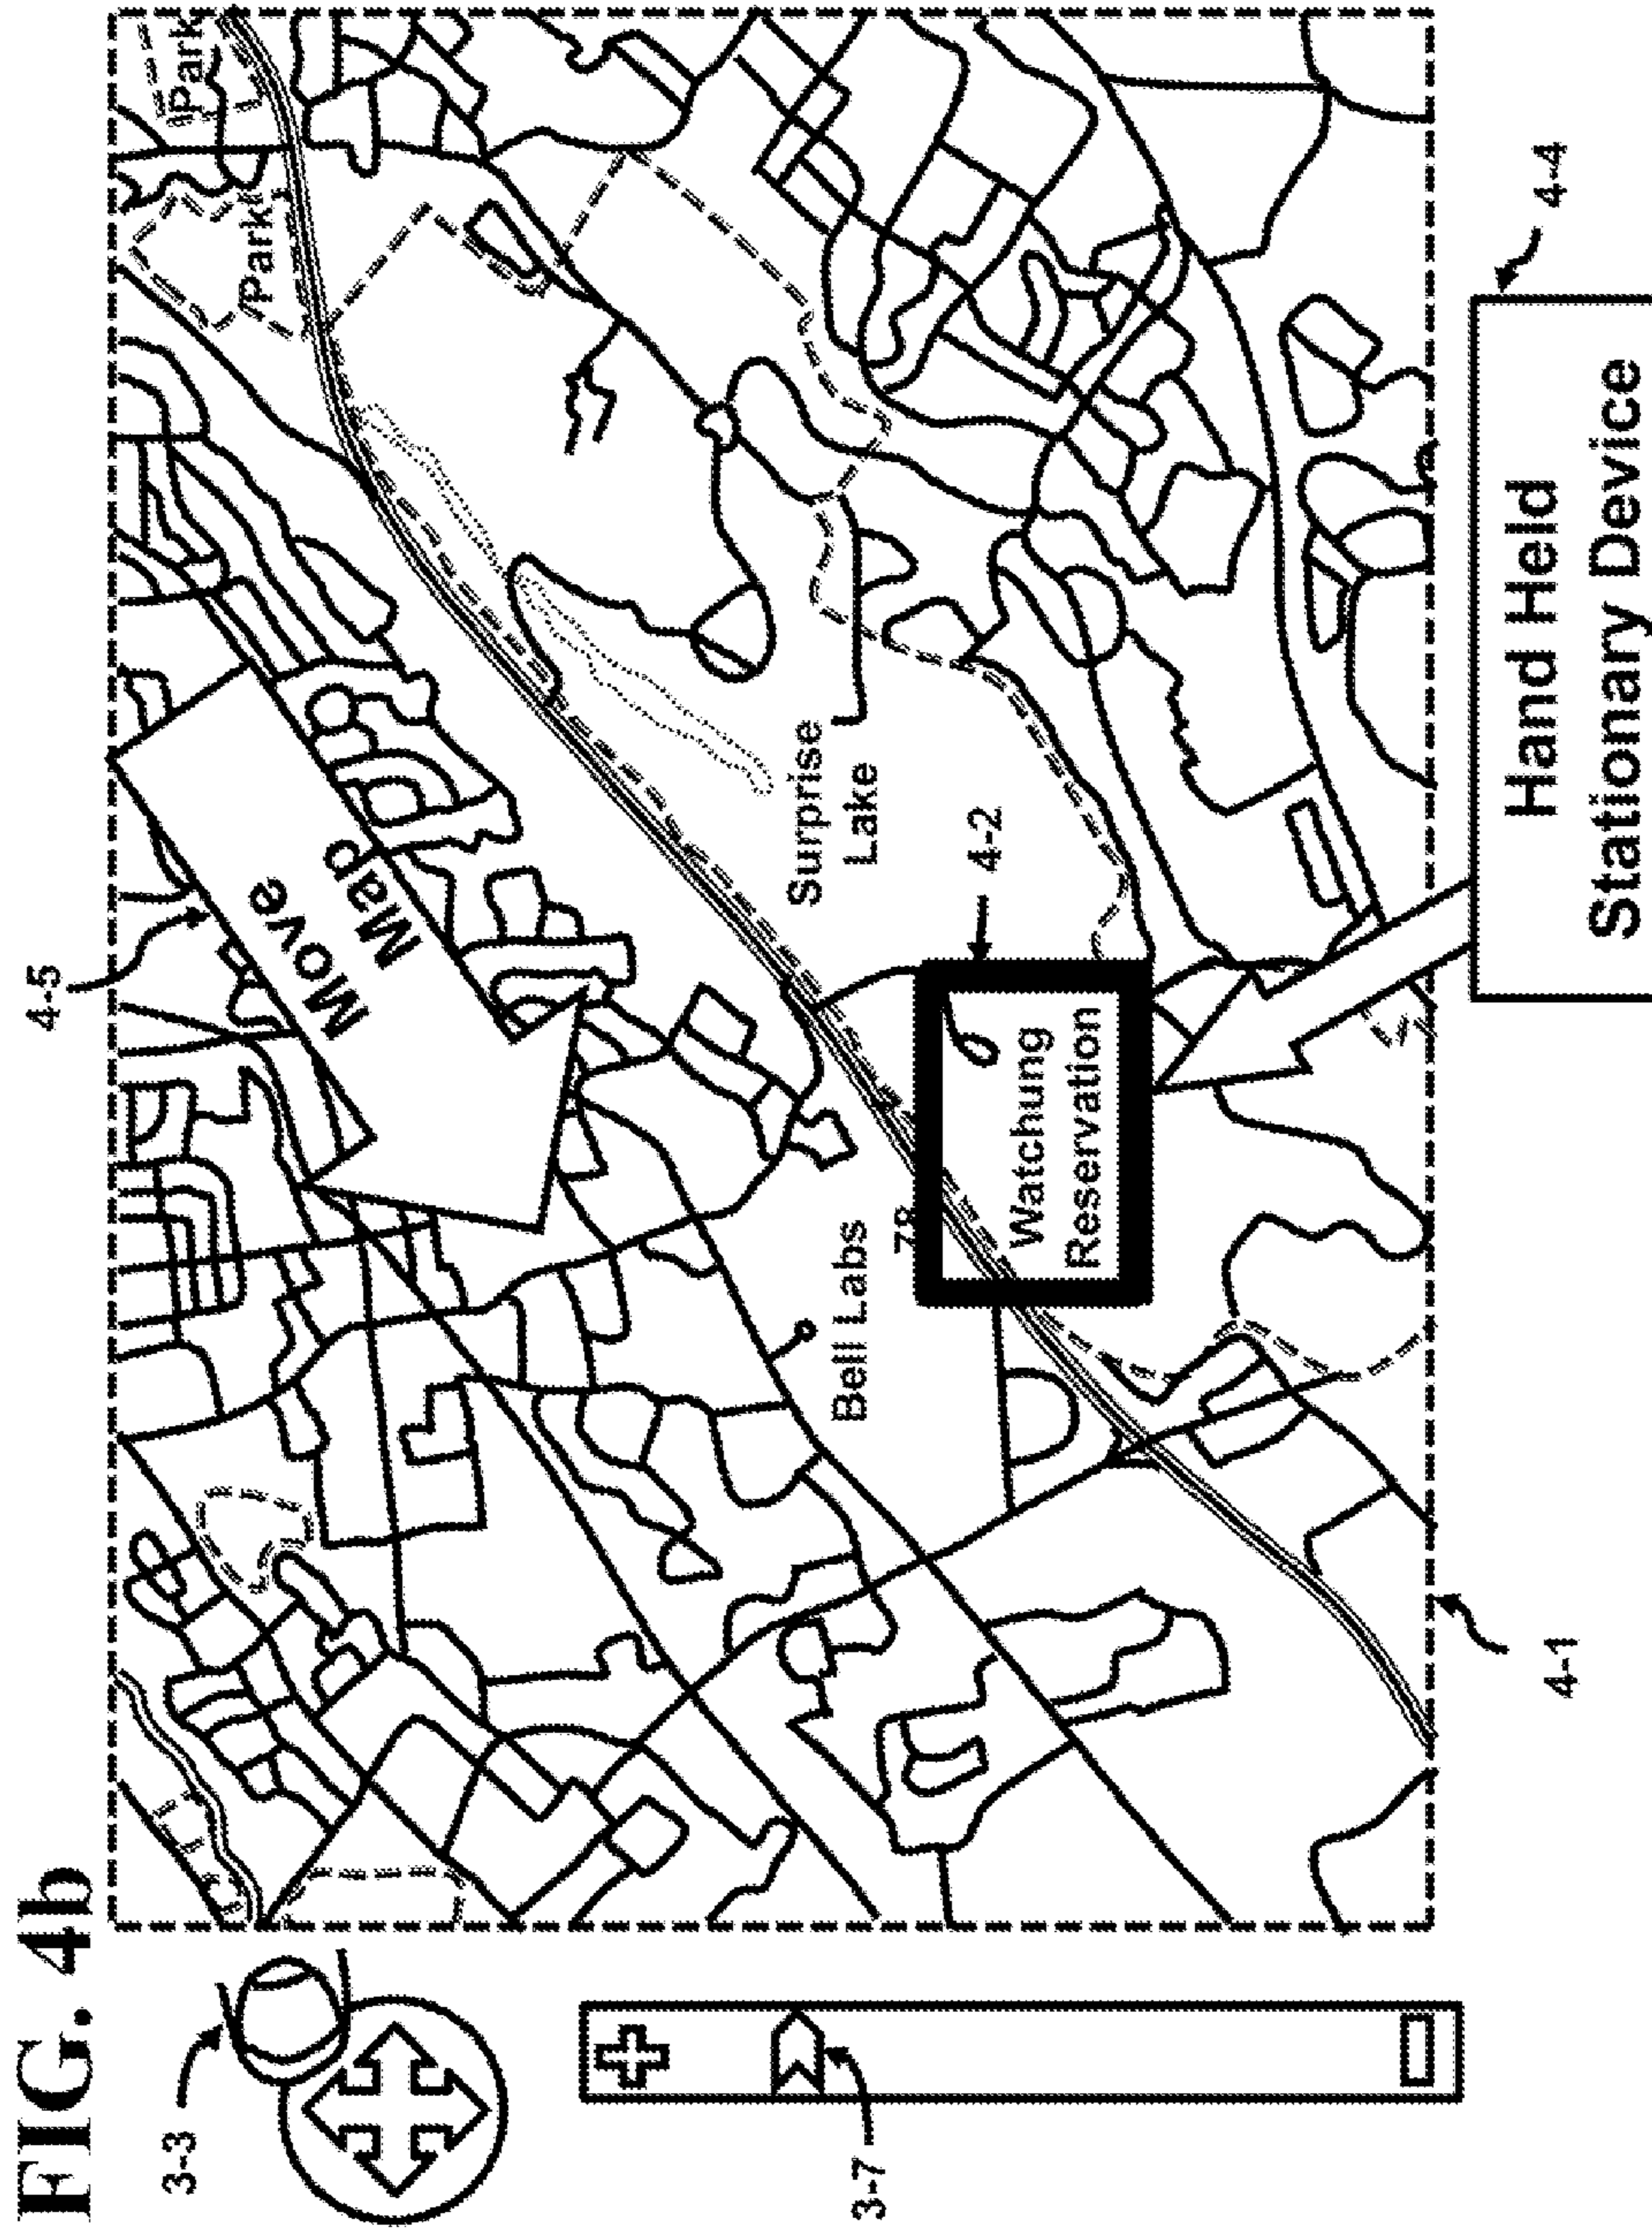 FIG. 4b
4-5
3-3
Move
Map
Park
Park
3-7
Surprise
Lake
Bell Labs
78
4-2
Watchung
Reservation
4-1
4-4
Hand Held
Stationary Device